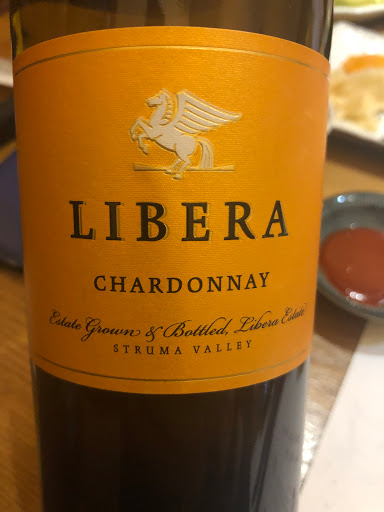 LIBERA
CHARDONNAY
Estate Grown & Bottled, Libera Estate
STRUMA VALLEY